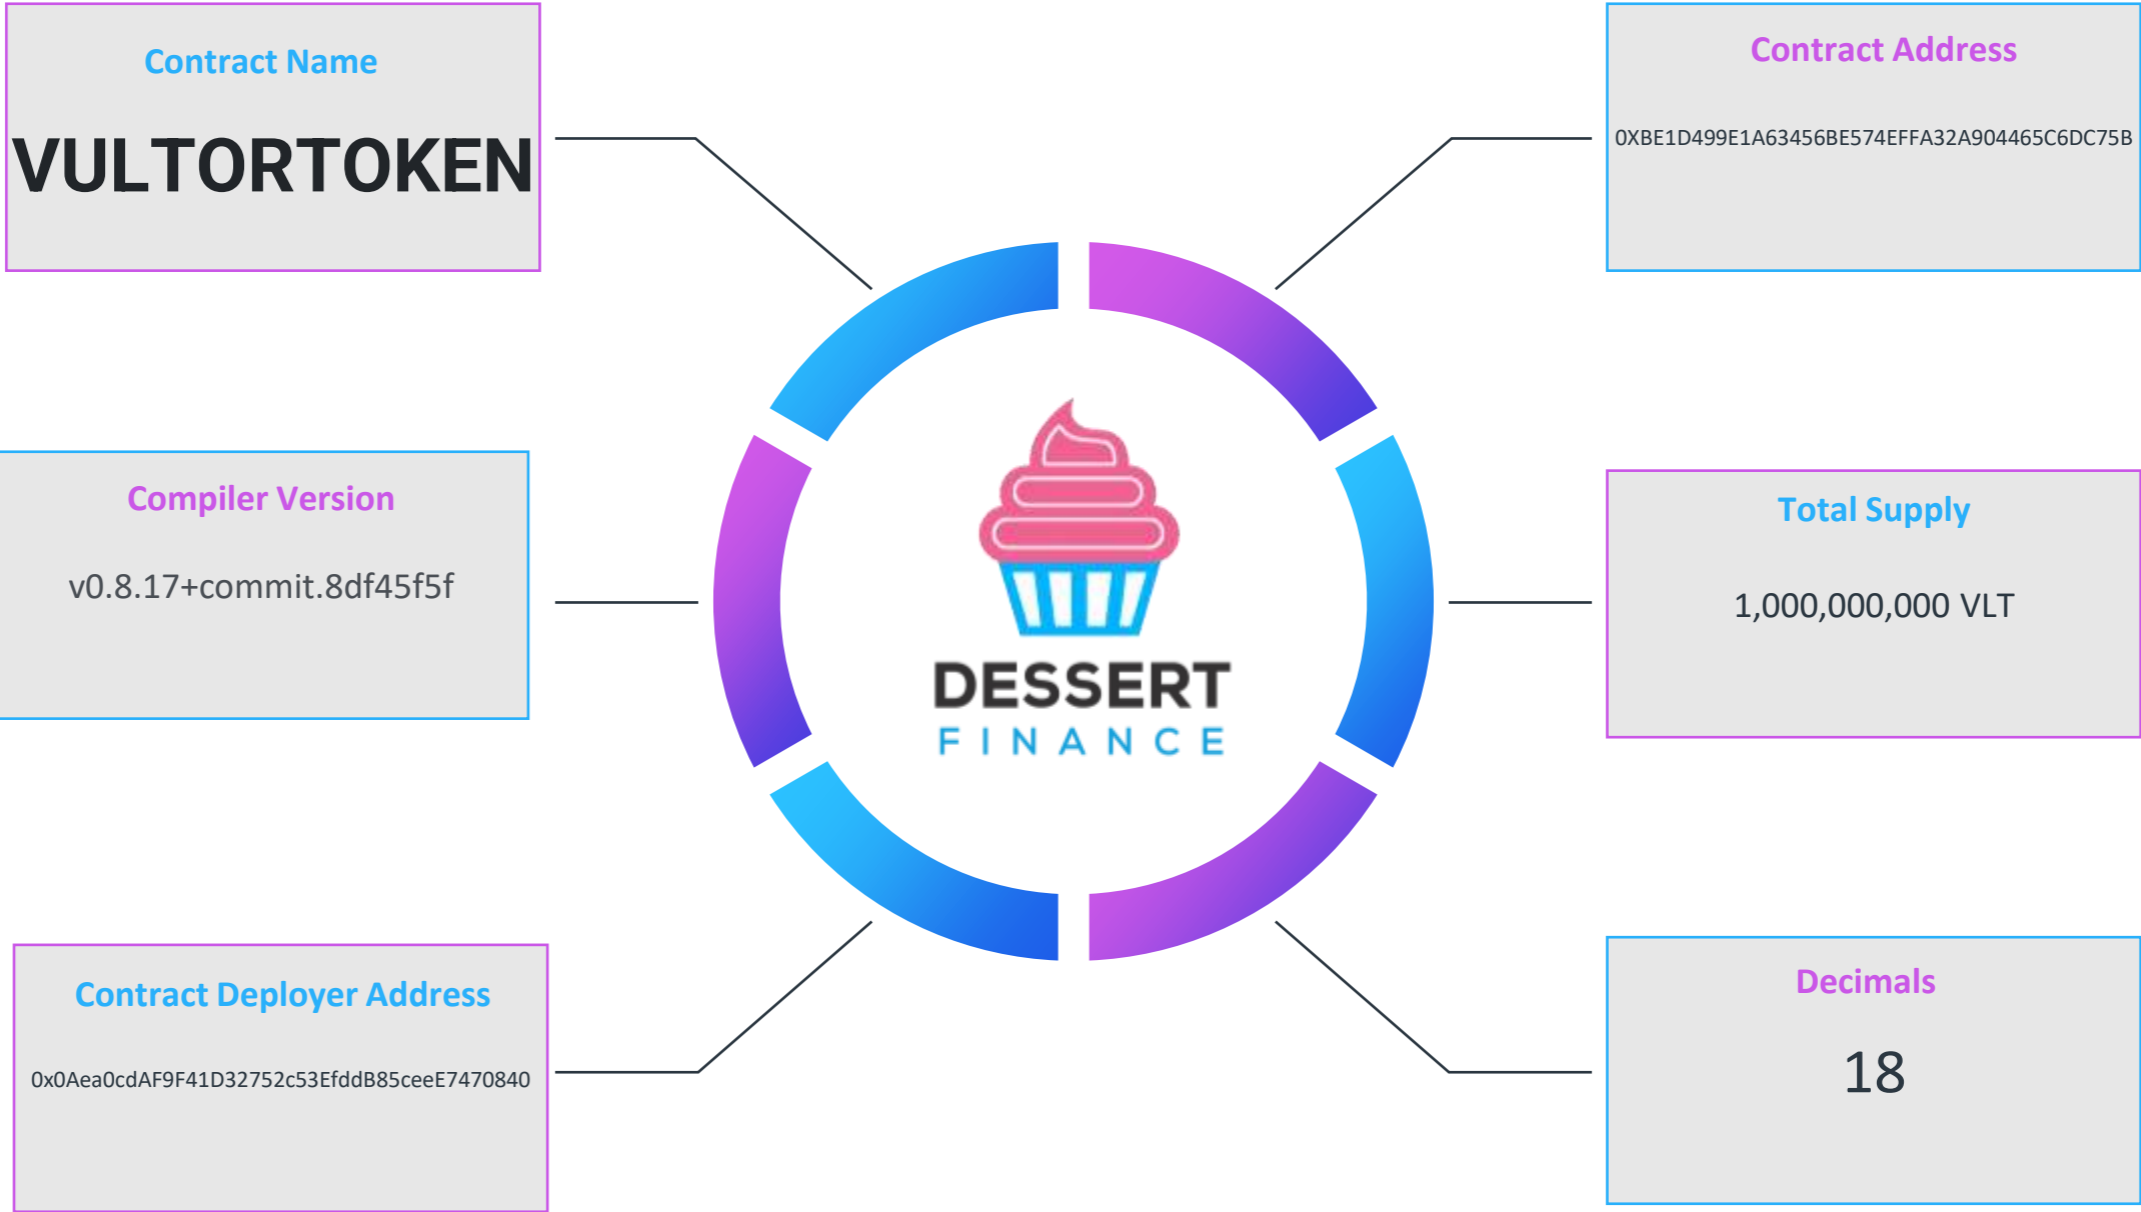 Contract Name
VULTORTOKEN
Contract Address
0XBE1D499E1A63456BE574EFFA32A904465C6DC75B
Compiler Version
v0.8.17+commit.8df45f5f
Total Supply
1,000,000,000 VLT
DESSERT
FINANCE
Contract Deployer Address
0x0Aea0cdAF9F41D32752c53EfddB85ceeE7470840
Decimals
18